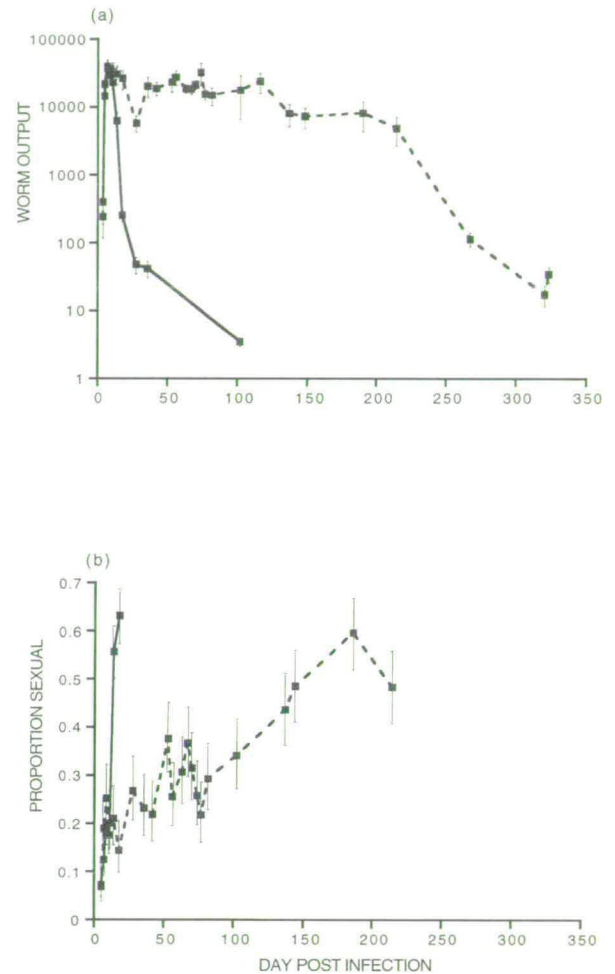 (a)
100000
10000
1000
100
10
1
WORM OUTPUT
0 50 100 150 200 250 300 350
(b)
0.7
0.6
0.5
0.4
0.3
0.2
0.1
0
PROPORTION SEXUAL
0 50 100 150 200 250 300 350
DAY POST INFECTION